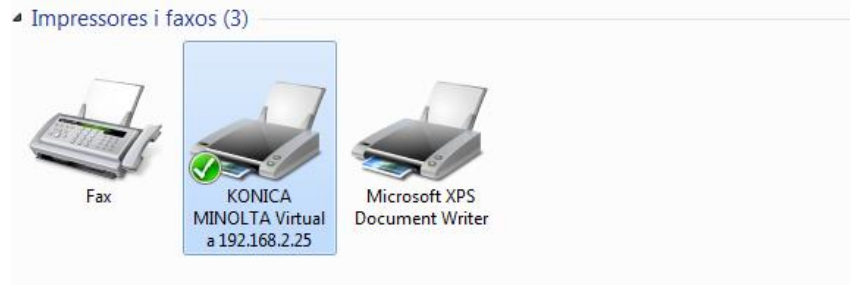 Impressores i faxos (3)
Fax
KONICA
MINOLTA Virtual
a 192.168.2.25
Microsoft XPS
Document Writer